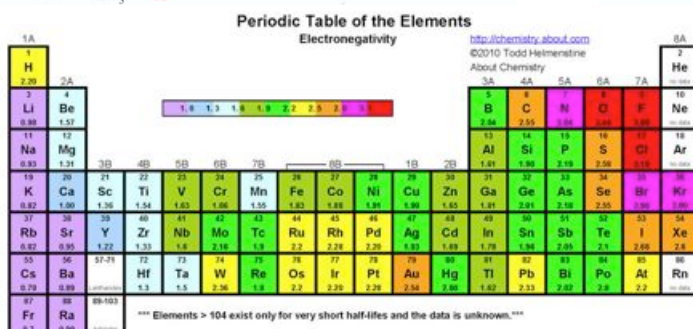 Periodic Table of the Elements
Electronegativity
http://chemistry.about.com
©2010 Todd Helmenstine
About Chemistry
1A 8A
1 2
H He
2.20 no data
2A 3A 4A 5A 6A 7A
3 4 5 6 7 8 9 10
Li Be B C N O F Ne
0.98 1.57 2.04 2.55 no data
11 12 13 14 15 16 17 18
Na Mg Al Si P S Cl Ar
0.93 1.31 1.61 1.90 2.19 2.58 no data
3B 4B 5B 6B 7B 8B 1B 2B
19 20 21 22 23 24 25 26 27 28 29 30 31 32 33 34 35 36
K Ca Sc Ti V Cr Mn Fe Co Ni Cu Zn Ga Ge As Se Br Kr
0.82 1.00 1.36 1.54 1.63 1.66 1.55 1.83 1.88 1.91 1.90 1.65 1.81 2.01 2.18 2.55
37 38 39 40 41 42 43 44 45 46 47 48 49 50 51 52 53 54
Rb Sr Y Zr Nb Mo Tc Ru Rh Pd Ag Cd In Sn Sb Te I Xe
0.82 0.95 1.22 1.33 1.6 2.16 1.9 2.2 2.28 2.20 1.93 1.69 1.78 1.96 2.05 2.1 2.66 2.6
55 56 57-71 72 73 74 75 76 77 78 79 80 81 82 83 84 85 86
Cs Ba Lanthanides Hf Ta W Re Os Ir Pt Au Hg Tl Pb Bi Po At Rn
0.79 0.89 1.3 1.5 2.36 1.9 2.2 2.20 2.28 2.54 2.00 1.62 2.33 2.02 2.0 2.2 no data
87 88 89-103
Fr Ra
*** Elements > 104 exist only for very short half-lifes and the data is unknown.***